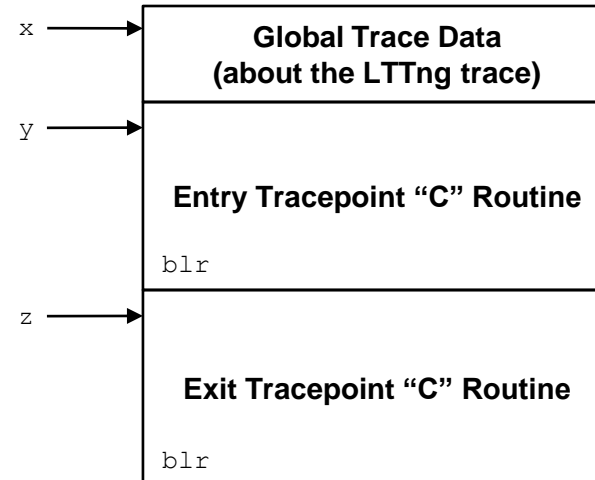 x
Global Trace Data
(about the LTTng trace)
y
Entry Tracepoint “C” Routine
blr
z
Exit Tracepoint “C” Routine
blr